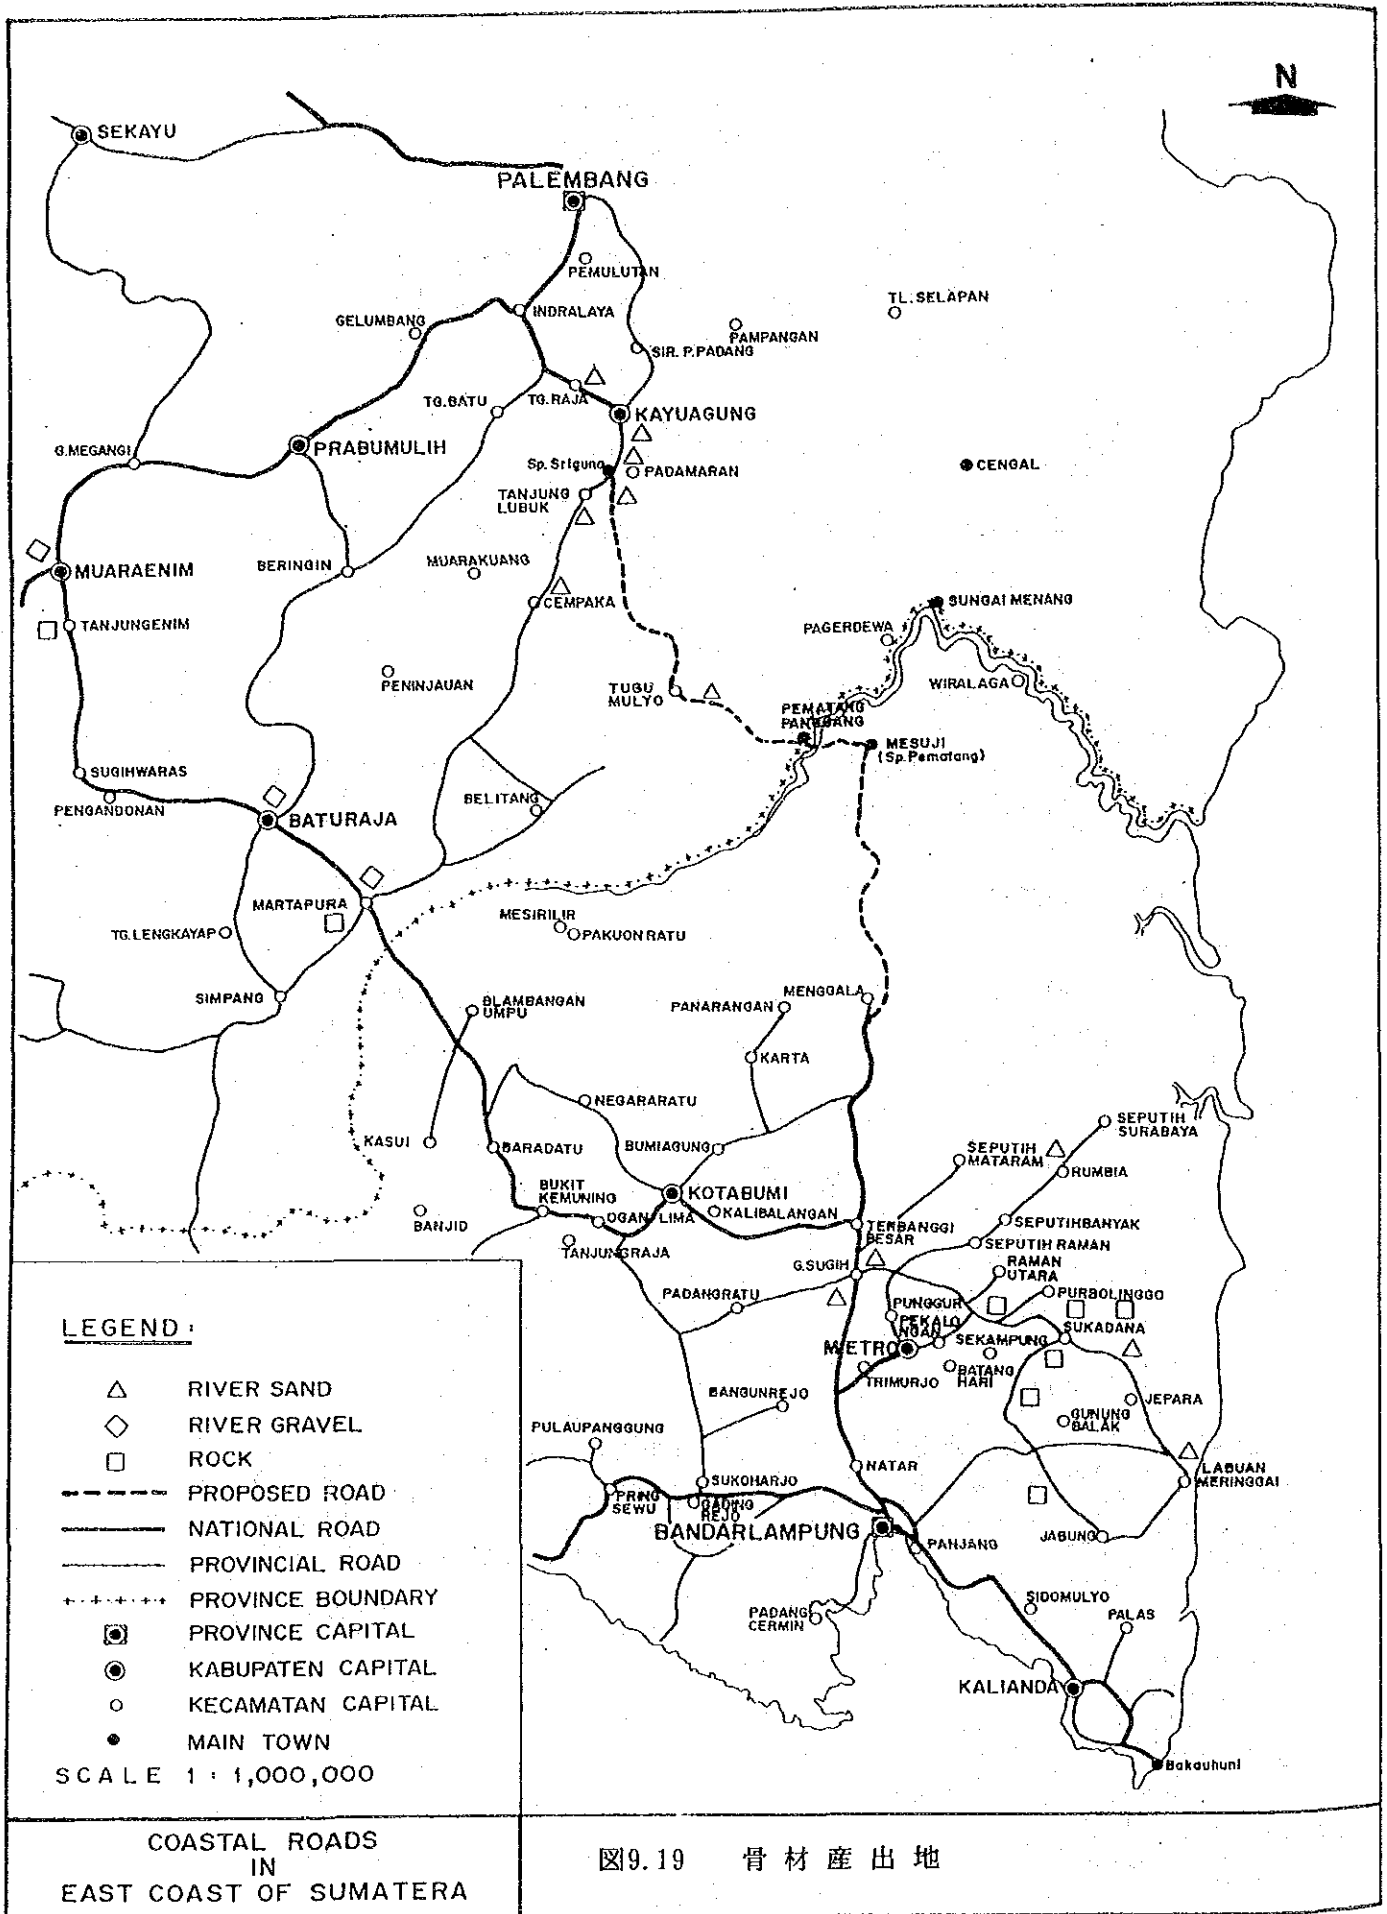 N
SEKAYU
PALEMBANG
PEMULUTAN
TL. SELAPAN
INDRALAYA
GELUMBANG
PAMPANGAN
SIR. P. PADANG
TG. BATU
TG. RAJA
KAYUAGUNG
PRABUMULIH
G. MEGANG
Sp. Sriguna
PADAMARAN
CENGAL
TANJUNG
LUBUK
MUARAENIM
BERINGIN
MUARAKUANG
CEMPAKA
SUNGAI MENANG
TANJUNGENIM
PAGERDEWA
PENINJAUAN
TUGU
MULYO
WIRALAGA
PEMATANG
PANGGANG
MESUJI
(Sp. Pematang)
SUGIHWARAS
PENGANDONAN
BELITANG
BATURAJA
MARTAPURA
MESIRILIR
PAKUON RATU
TG. LENGKAYAP
SIMPANG
BLAMBANGAN
UMPU
PANARANGAN
MENGGALA
KARTA
NEGARARATU
SEPUTIH
SURABAYA
KASUI
BARADATU
BUMIAGUNG
SEPUTIH
MATARAM
RUMBIA
BUKIT
KEMUNING
KOTABUMI
BANJID
OGAN LIMA
KALIBALANGAN
TERBANGGI
BESAR
SEPUTIHBANYAK
TANJUNGRAJA
SEPUTIH RAMAN
G. SUGIH
RAMAN
UTARA
PADANGRATU
PUNGGUR
PURBOLINGGO
PEKALO
NGAN
SUKADANA
METRO
SEKAMPUNG
TRIMURJO
BATANG
HARI
BANGUNREJO
JEPARA
GUNUNG
BALAK
PULAUPANGGUNG
NATAR
LABUAN
MERINGGAI
SUKOHARJO
PRING
SEWU
GADING
REJO
BANDARLAMPUNG
PANJANG
JABUNG
PADANG
CERMIN
SIDOMULYO
PALAS
KALIANDA
Bakauhuni
LEGEND :
RIVER SAND
RIVER GRAVEL
ROCK
PROPOSED ROAD
NATIONAL ROAD
PROVINCIAL ROAD
PROVINCE BOUNDARY
PROVINCE CAPITAL
KABUPATEN CAPITAL
KECAMATAN CAPITAL
MAIN TOWN
SCALE 1 : 1,000,000
COASTAL ROADS
IN
EAST COAST OF SUMATERA
図9.19 骨材産出地